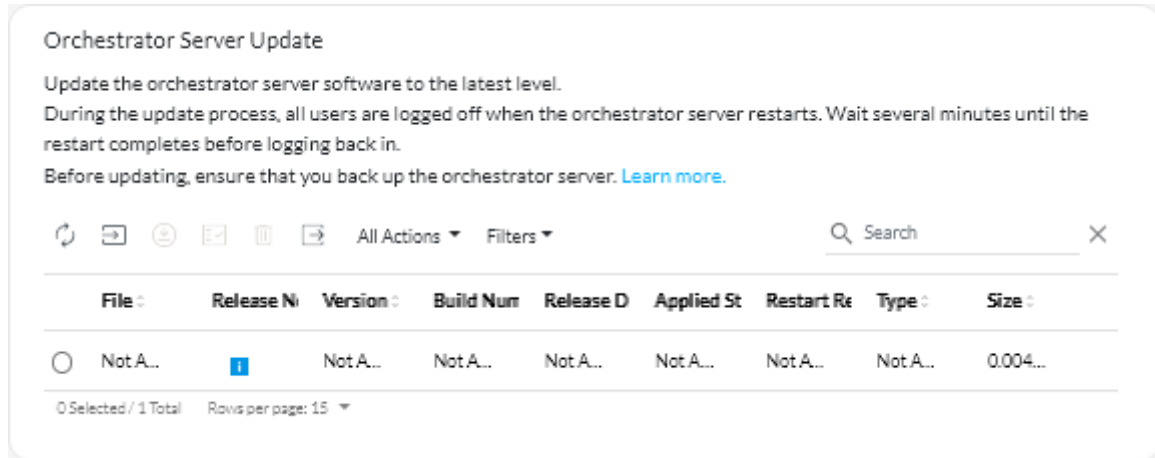 Orchestrator Server Update
Update the orchestrator server software to the latest level.
During the update process, all users are logged off when the orchestrator server restarts. Wait several minutes until the
restart completes before logging back in.
Before updating, ensure that you back up the orchestrator server. Learn more.
All Actions Filters Search
File Release N Version Build Num Release D Applied St Restart Re Type Size
Not A... i Not A... Not A... Not A... Not A... Not A... Not A... 0.004...
0 Selected / 1 Total Rows per page: 15